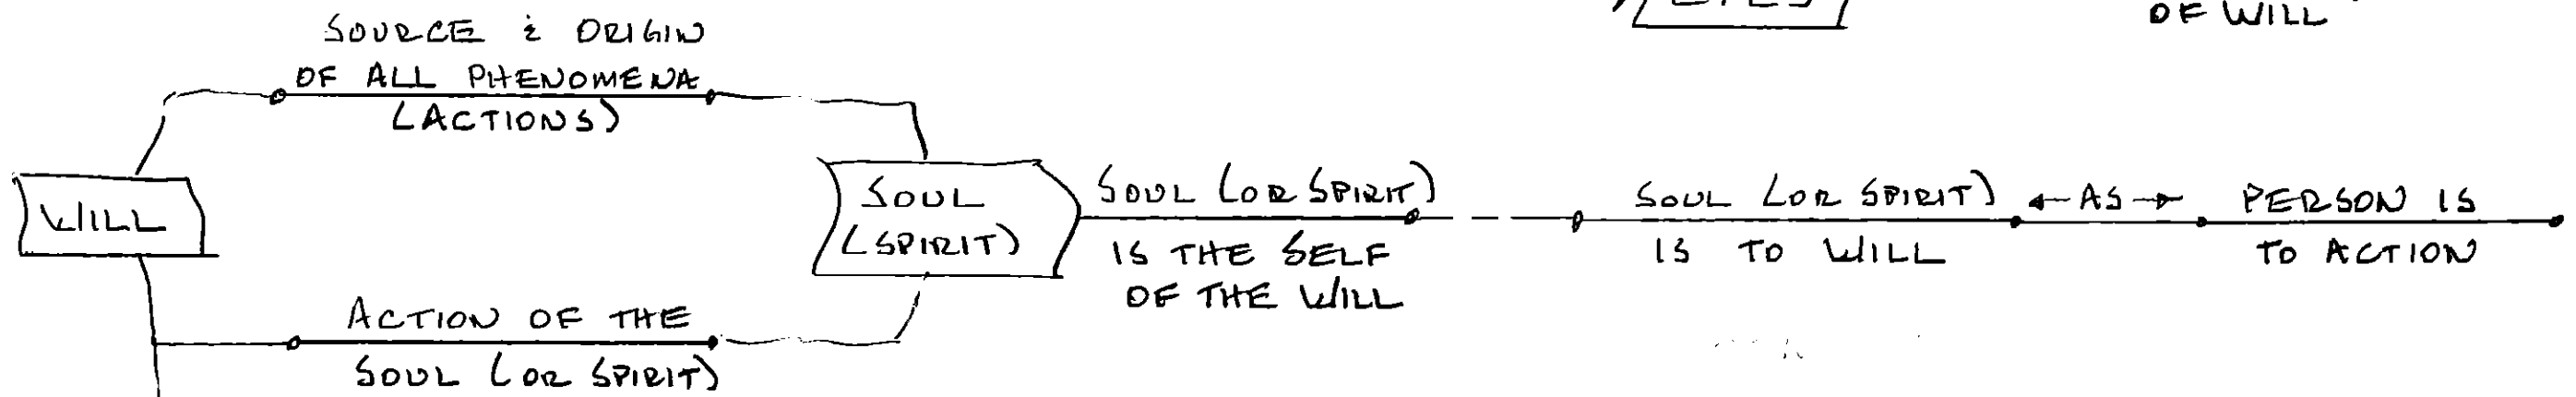 OF WILL
SOURCE & ORIGIN
OF ALL PHENOMENA
(ACTIONS)
WILL
SOUL
(SPIRIT)
SOUL (OR SPIRIT)
IS THE SELF
OF THE WILL
SOUL (OR SPIRIT)
IS TO WILL
AS
PERSON IS
TO ACTION
ACTION OF THE
SOUL (OR SPIRIT)